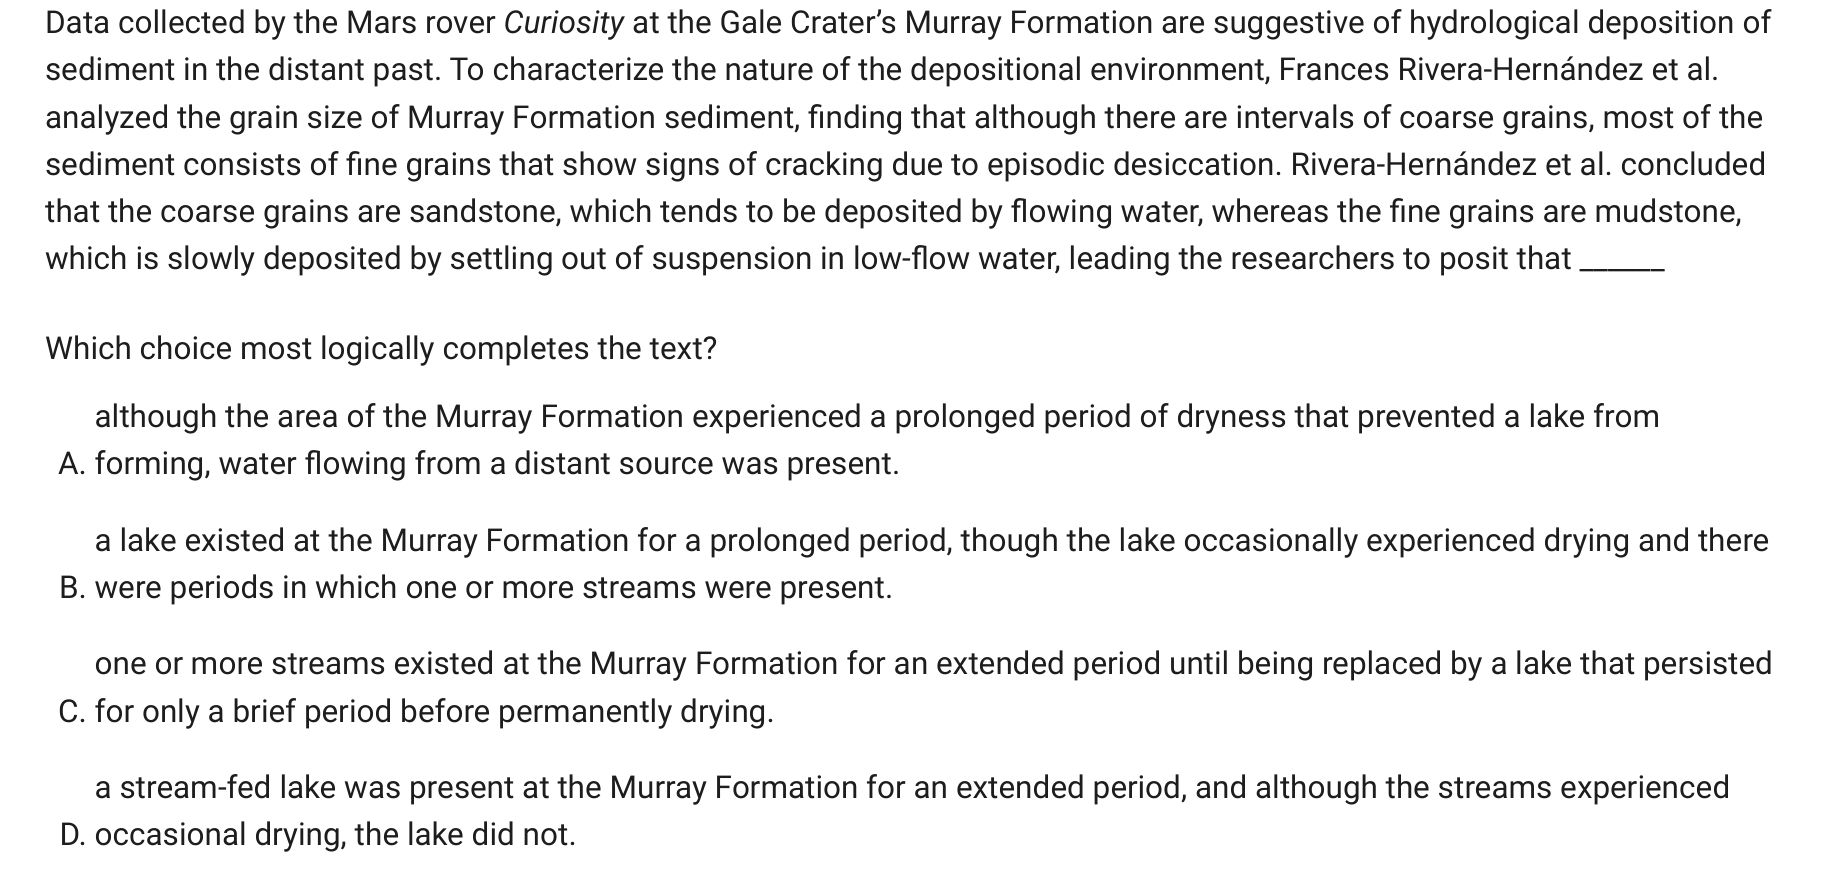 Data collected by the Mars rover Curiosity at the Gale Crater’s Murray Formation are suggestive of hydrological deposition of
sediment in the distant past. To characterize the nature of the depositional environment, Frances Rivera-Hernández et al.
analyzed the grain size of Murray Formation sediment, finding that although there are intervals of coarse grains, most of the
sediment consists of fine grains that show signs of cracking due to episodic desiccation. Rivera-Hernández et al. concluded
that the coarse grains are sandstone, which tends to be deposited by flowing water, whereas the fine grains are mudstone,
which is slowly deposited by settling out of suspension in low-flow water, leading the researchers to posit that ______
Which choice most logically completes the text?
although the area of the Murray Formation experienced a prolonged period of dryness that prevented a lake from
A. forming, water flowing from a distant source was present.
a lake existed at the Murray Formation for a prolonged period, though the lake occasionally experienced drying and there
B. were periods in which one or more streams were present.
one or more streams existed at the Murray Formation for an extended period until being replaced by a lake that persisted
C. for only a brief period before permanently drying.
a stream-fed lake was present at the Murray Formation for an extended period, and although the streams experienced
D. occasional drying, the lake did not.